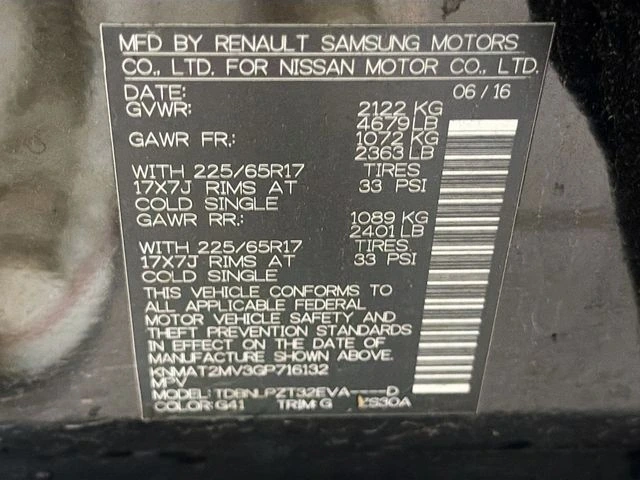 MFD BY RENAULT SAMSUNG MOTORS
CO., LTD. FOR NISSAN MOTOR CO., LTD.
DATE: 06/16
GVWR: 2122 KG
4679 LB
GAWR FR.: 1072 KG
2363 LB
WITH 225/65R17 TIRES
17X7J RIMS AT 33 PSI
COLD SINGLE
GAWR RR.: 1089 KG
2401 LB
WITH 225/65R17 TIRES
17X7J RIMS AT 33 PSI
COLD SINGLE
THIS VEHICLE CONFORMS TO
ALL APPLICABLE FEDERAL
MOTOR VEHICLE SAFETY AND
THEFT PREVENTION STANDARDS
IN EFFECT ON THE DATE OF
MANUFACTURE SHOWN ABOVE.
KNMAT2MV3GP716132
MPV
MODEL: TDBNLPZT32EVA----D
COLOR: G41 TRIM: G